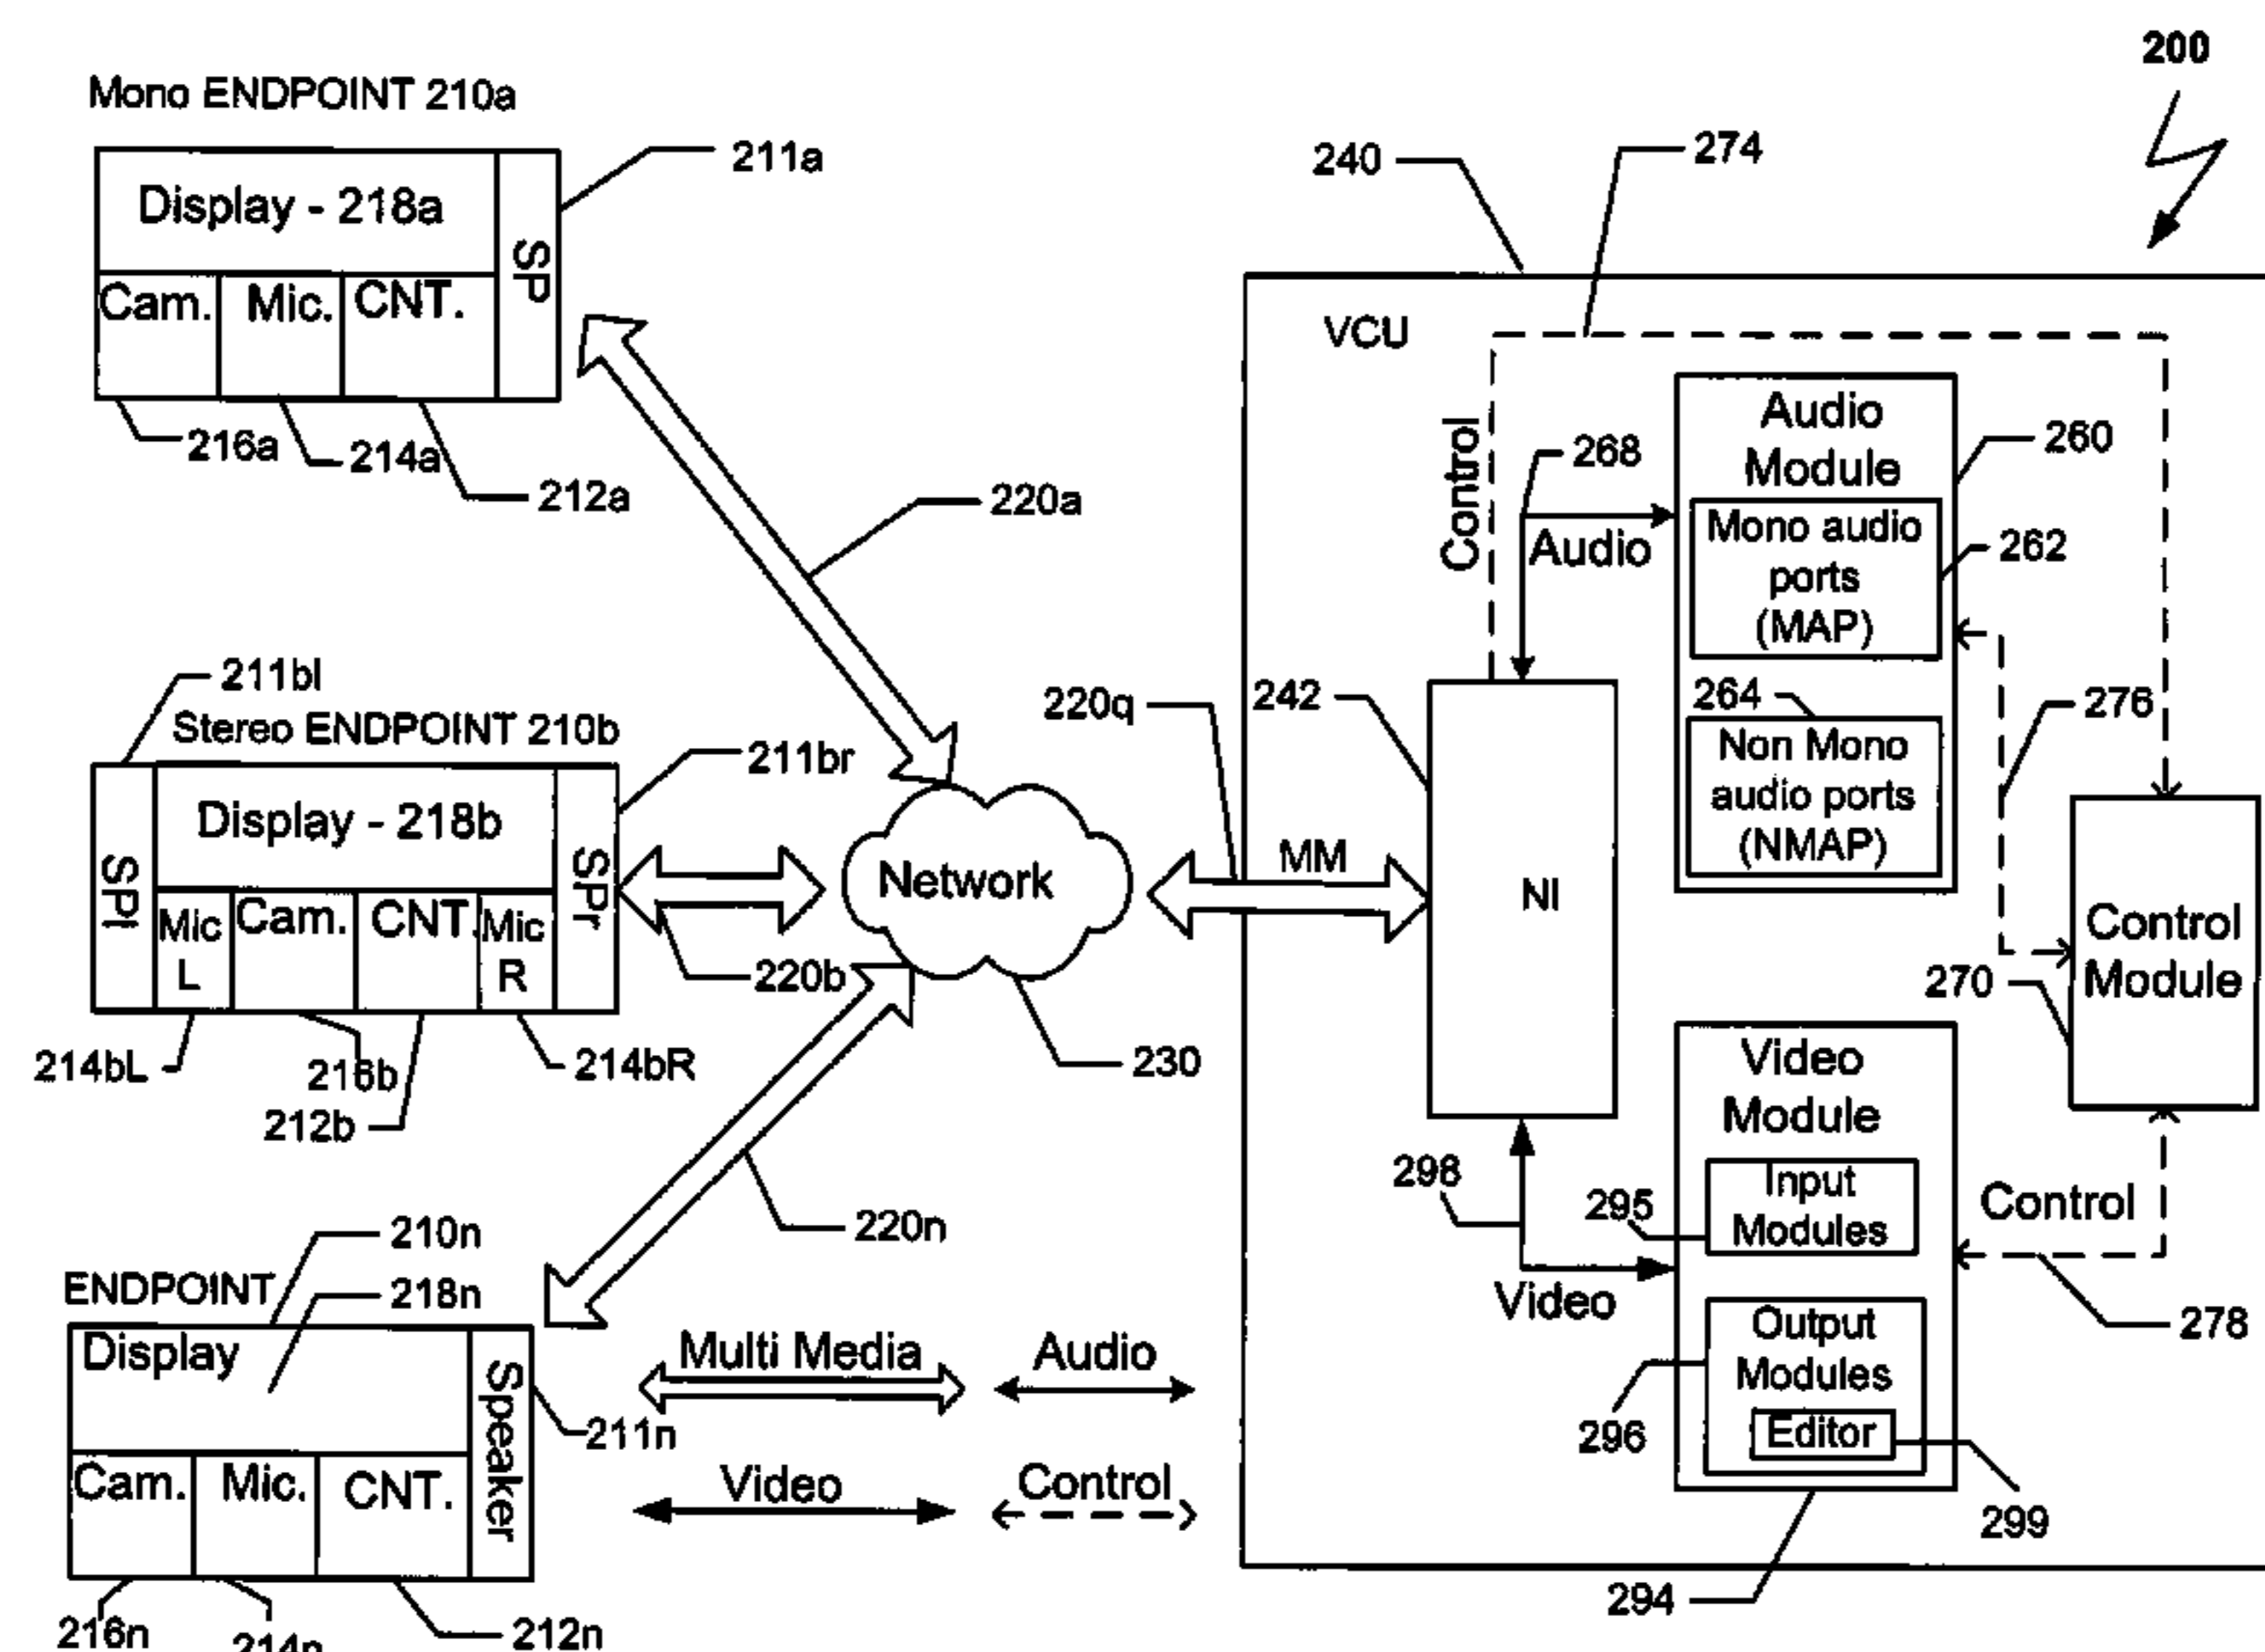 200
Mono ENDPOINT 210a
211a
Display - 218a
SP
Cam.
Mic.
CNT.
216a
214a
212a
220a
211bl
Stereo ENDPOINT 210b
211br
SPl
Display - 218b
SPr
Mic
L
Cam.
CNT.
Mic
R
214bL
216b
212b
214bR
220b
Network
230
220n
210n
ENDPOINT
218n
Display
Speaker
211n
Cam.
Mic.
CNT.
216n
214n
212n
Multi Media
Audio
Video
Control
240
274
VCU
Control
268
Audio
Audio
Module
260
Mono audio
ports
(MAP)
262
264
Non Mono
audio ports
(NMAP)
276
220q
242
MM
NI
Control
Module
270
298
Video
Video
Module
295
Input
Modules
Control
278
Output
Modules
296
Editor
299
294